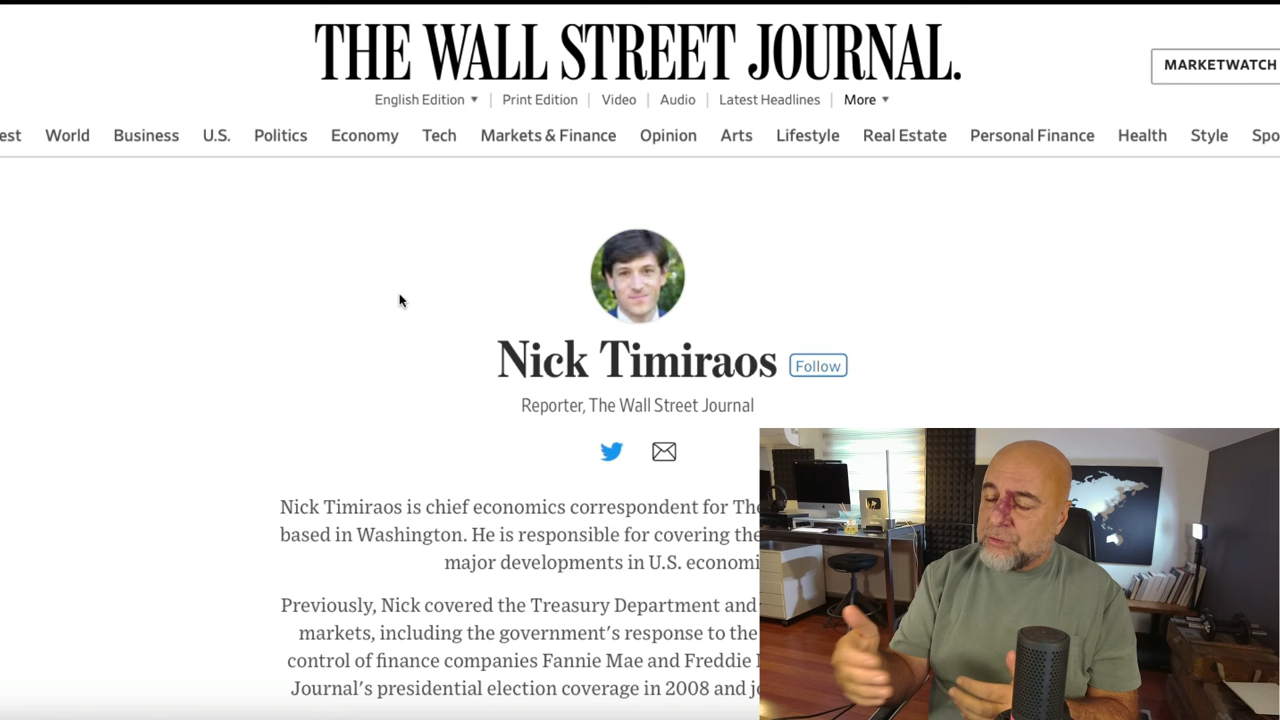 THE WALL STREET JOURNAL.
MARKETWATCH
English Edition | Print Edition | Video | Audio | Latest Headlines | More
est World Business U.S. Politics Economy Tech Markets & Finance Opinion Arts Lifestyle Real Estate Personal Finance Health Style Spo
Nick Timiraos Follow
Reporter, The Wall Street Journal
Nick Timiraos is chief economics correspondent for The
based in Washington. He is responsible for covering the
major developments in U.S. economi
Previously, Nick covered the Treasury Department and
markets, including the government's response to the
control of finance companies Fannie Mae and Freddie
Journal's presidential election coverage in 2008 and